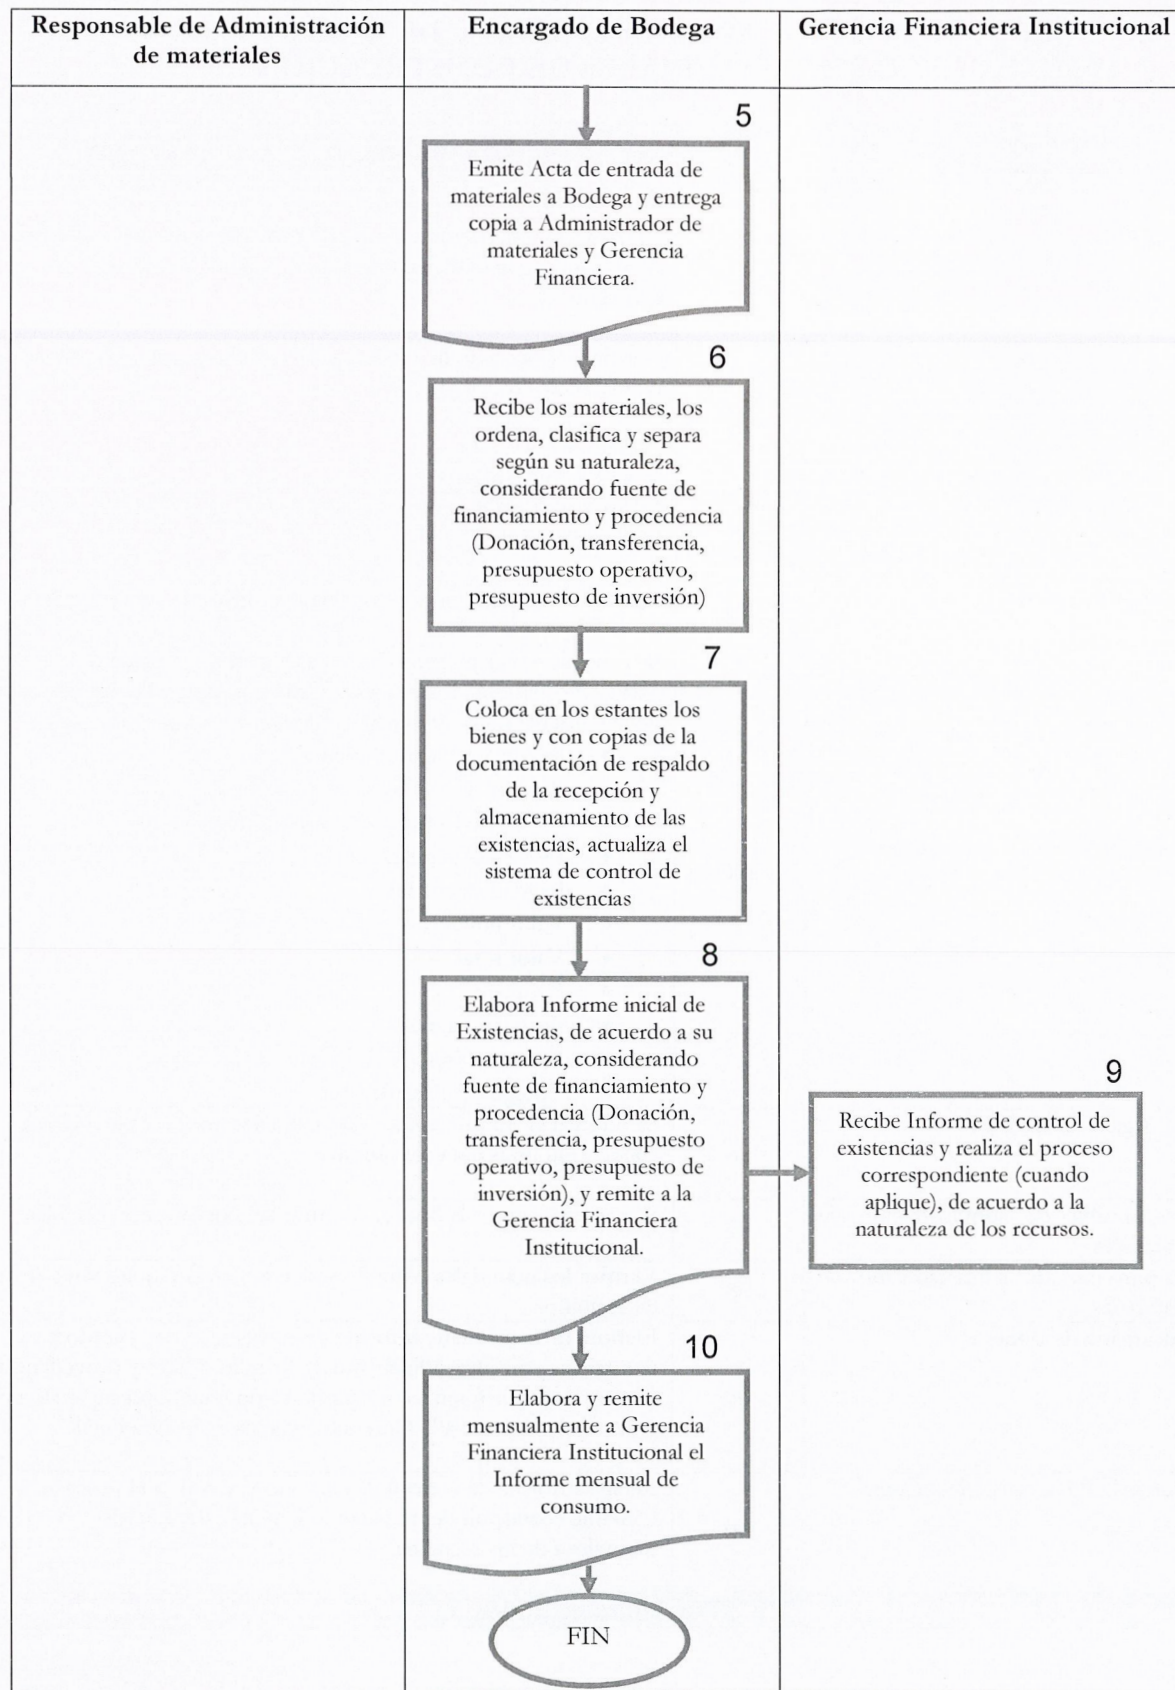 Responsable de Administración
de materiales
Encargado de Bodega
Gerencia Financiera Institucional
5
Emite Acta de entrada de
materiales a Bodega y entrega
copia a Administrador de
materiales y Gerencia
Financiera.
6
Recibe los materiales, los
ordena, clasifica y separa
según su naturaleza,
considerando fuente de
financiamiento y procedencia
(Donación, transferencia,
presupuesto operativo,
presupuesto de inversión)
7
Coloca en los estantes los
bienes y con copias de la
documentación de respaldo
de la recepción y
almacenamiento de las
existencias, actualiza el
sistema de control de
existencias
8
Elabora Informe inicial de
Existencias, de acuerdo a su
naturaleza, considerando
fuente de financiamiento y
procedencia (Donación,
transferencia, presupuesto
operativo, presupuesto de
inversión), y remite a la
Gerencia Financiera
Institucional.
9
Recibe Informe de control de
existencias y realiza el proceso
correspondiente (cuando
aplique), de acuerdo a la
naturaleza de los recursos.
10
Elabora y remite
mensualmente a Gerencia
Financiera Institucional el
Informe mensual de
consumo.
FIN